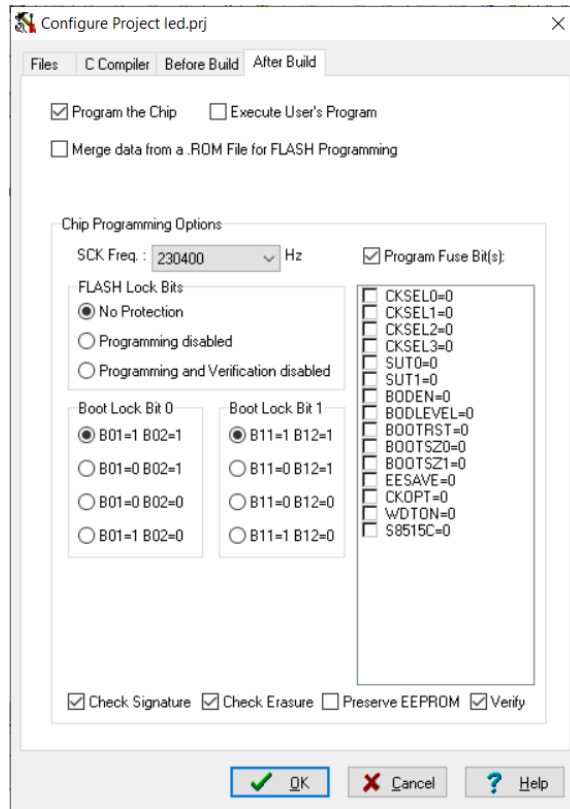 Configure Project led.prj
Files C Compiler Before Build After Build
Program the Chip Execute User's Program
Merge data from a .ROM File for FLASH Programming
Chip Programming Options
SCK Freq. : 230400 Hz Program Fuse Bit(s):
FLASH Lock Bits
No Protection
Programming disabled
Programming and Verification disabled
Boot Lock Bit 0
B01=1 B02=1
B01=0 B02=1
B01=0 B02=0
B01=1 B02=0
Boot Lock Bit 1
B11=1 B12=1
B11=0 B12=1
B11=0 B12=0
B11=1 B12=0
CKSEL0=0
CKSEL1=0
CKSEL2=0
CKSEL3=0
SUT0=0
SUT1=0
BODEN=0
BODLEVEL=0
BOOTRST=0
BOOTSZ0=0
BOOTSZ1=0
EESAVE=0
CKOPT=0
WDTON=0
S8515C=0
Check Signature Check Erasure Preserve EEPROM Verify
OK Cancel Help